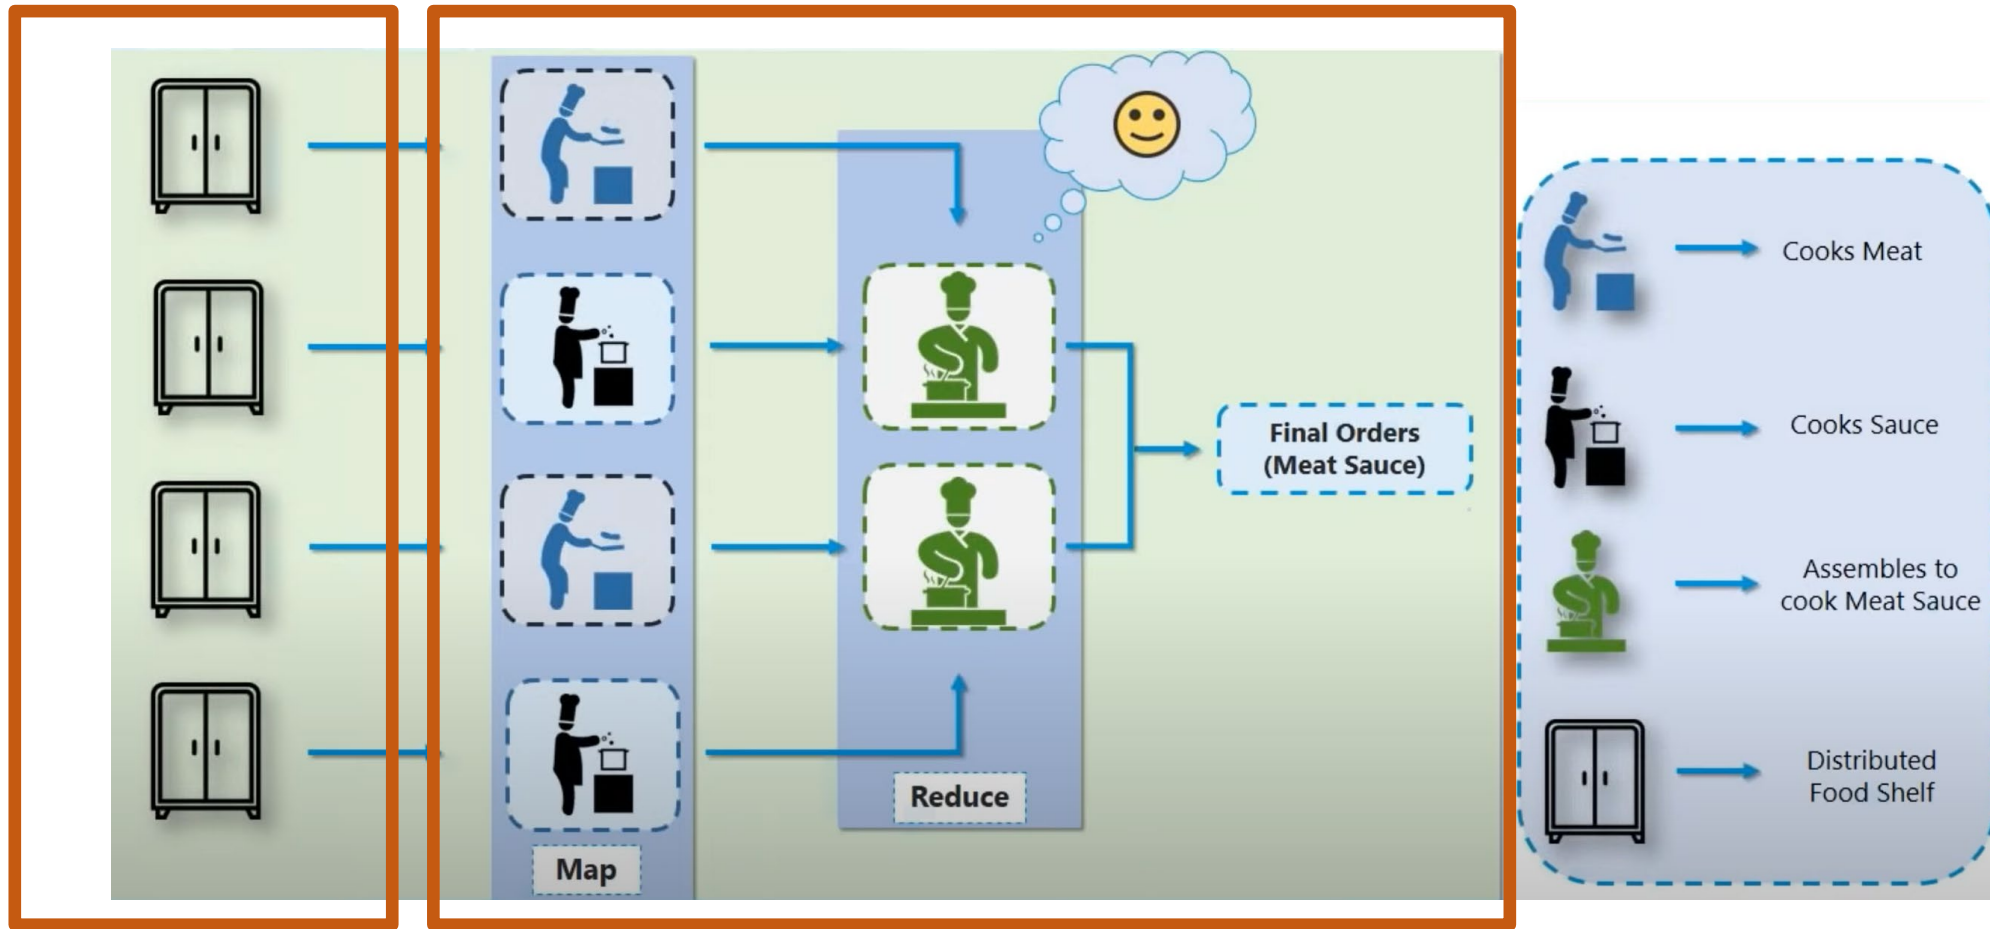 Final Orders
(Meat Sauce)
Reduce
Map
Cooks Meat
Cooks Sauce
Assembles to
cook Meat Sauce
Distributed
Food Shelf